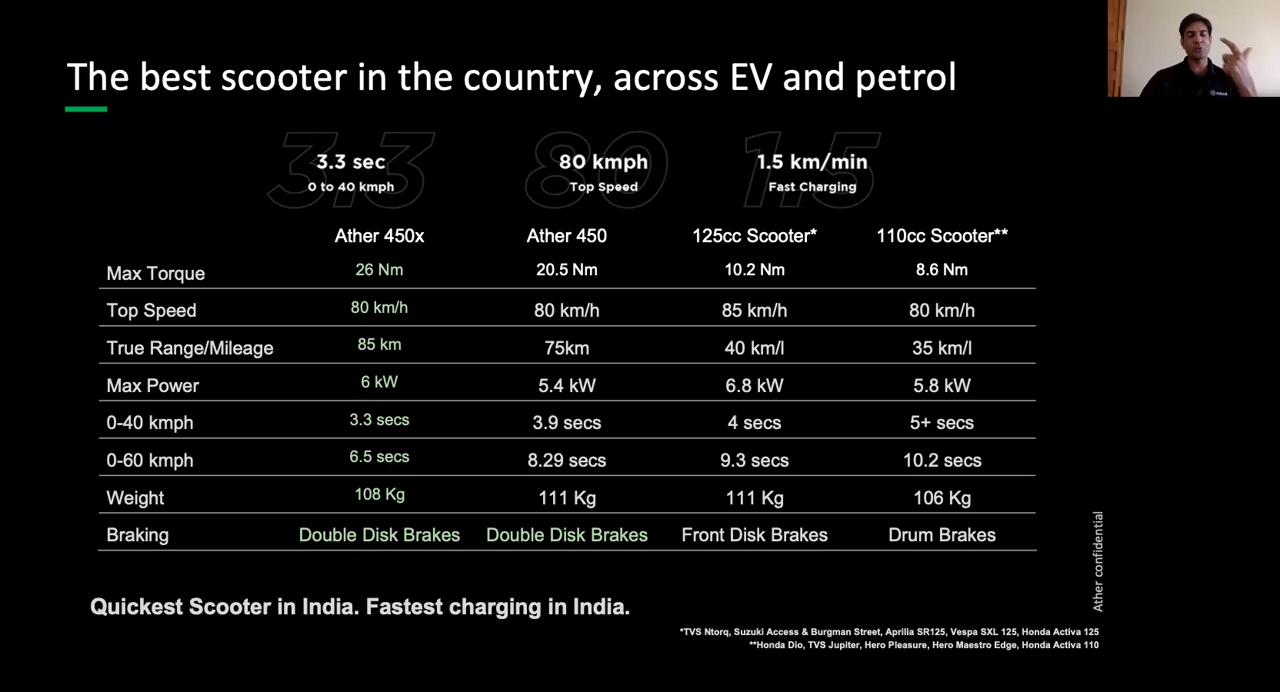 The best scooter in the country, across EV and petrol
3.3 80 1.5
3.3 sec 80 kmph 1.5 km/min
0 to 40 kmph Top Speed Fast Charging
Ather 450x Ather 450 125cc Scooter* 110cc Scooter**
Max Torque 26 Nm 20.5 Nm 10.2 Nm 8.6 Nm
Top Speed 80 km/h 80 km/h 85 km/h 80 km/h
True Range/Mileage 85 km 75km 40 km/l 35 km/l
Max Power 6 kW 5.4 kW 6.8 kW 5.8 kW
0-40 kmph 3.3 secs 3.9 secs 4 secs 5+ secs
0-60 kmph 6.5 secs 8.29 secs 9.3 secs 10.2 secs
Weight 108 Kg 111 Kg 111 Kg 106 Kg
Braking Double Disk Brakes Double Disk Brakes Front Disk Brakes Drum Brakes
Ather confidential
Quickest Scooter in India. Fastest charging in India.
*TVS Ntorq, Suzuki Access & Burgman Street, Aprilia SR125, Vespa SXL 125, Honda Activa 125
**Honda Dio, TVS Jupiter, Hero Pleasure, Hero Maestro Edge, Honda Activa 110